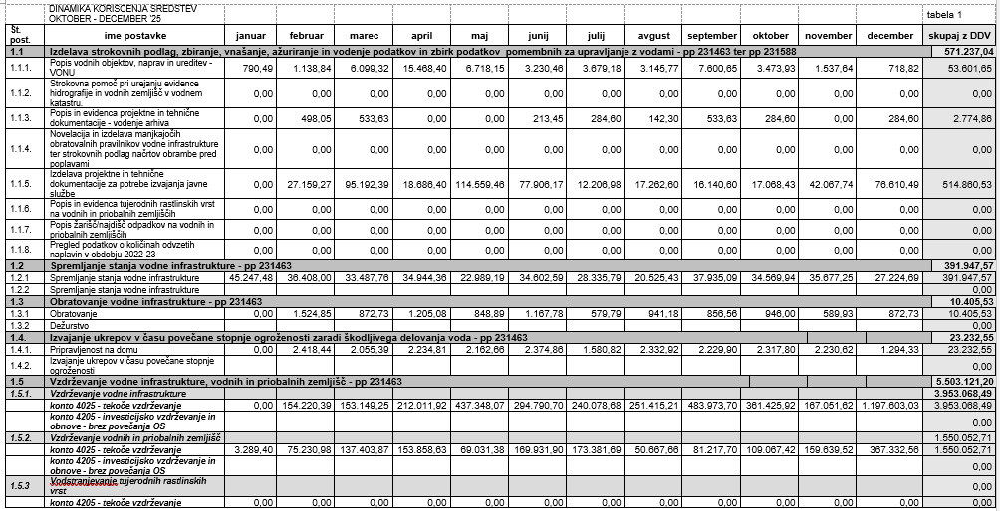 DINAMIKA KORISCENJA SREDSTEV
OKTOBER - DECEMBER '25
tabela 1
Št. post. ime postavke januar februar marec april maj junij julij avgust september oktober november december skupaj z DDV
1.1 Izdelava strokovnih podlag, zbiranje, vnašanje, ažuriranje in vodenje podatkov in zbirk podatkov pomembnih za upravljanje z vodami - pp 231463 ter pp 231588 571.237,04
1.1.1. Popis vodnih objektov, naprav in ureditev - VONU 790,49 1.138,84 6.099,32 15.468,40 6.718,15 3.230,46 3.679,18 3.145,77 7.600,65 3.473,93 1.537,64 718,82 53.601,65
1.1.2. Strokovna pomoč pri urejanju evidence hidrografije in vodnih zemljišč v vodnem katastru. 0,00 0,00 0,00 0,00 0,00 0,00 0,00 0,00 0,00 0,00 0,00 0,00 0,00
1.1.3. Popis in evidenca projektne in tehnične dokumentacije - vodenje arhiva 0,00 498,05 533,63 0,00 0,00 213,45 284,60 142,30 533,63 284,60 0,00 284,60 2.774,86
1.1.4. Novelacija in izdelava manjkajočih obratovalnih pravilnikov vodne infrastrukture ter strokovnih podlag načrtov obrambe pred poplavami 0,00 0,00 0,00 0,00 0,00 0,00 0,00 0,00 0,00 0,00 0,00 0,00 0,00
1.1.5. Izdelava projektne in tehnične dokumentacije za potrebe izvajanja javne službe 0,00 27.159,27 95.192,39 18.686,40 114.559,46 77.906,17 12.206,98 17.262,60 16.140,60 17.068,43 42.067,74 76.610,49 514.860,53
1.1.6. Popis in evidenca tujerodnih rastlinskih vrst na vodnih in priobalnih zemljiščih 0,00 0,00 0,00 0,00 0,00 0,00 0,00 0,00 0,00 0,00 0,00 0,00 0,00
1.1.7. Popis žarišč/najdišč odpadkov na vodnih in priobalnih zemljiščih 0,00 0,00 0,00 0,00 0,00 0,00 0,00 0,00 0,00 0,00 0,00 0,00 0,00
1.1.8. Pregled podatkov o količinah odvzetih naplavin v obdobju 2022-23 0,00 0,00 0,00 0,00 0,00 0,00 0,00 0,00 0,00 0,00 0,00 0,00 0,00
1.2 Spremljanje stanja vodne infrastrukture - pp 231463 391.947,57
1.2.1 Spremljanje stanja vodne infrastrukture 45.247,48 36.408,00 33.487,76 34.944,36 22.989,19 34.602,59 28.335,79 20.525,43 37.935,09 34.569,94 35.677,25 27.224,69 391.947,57
1.2.2 Spremljanje stanja vodne infrastrukture 0,00
1.3 Obratovanje vodne infrastrukture - pp 231463 10.405,53
1.3.1 Obratovanje 0,00 1.524,85 872,73 1.205,08 848,89 1.167,78 579,79 941,18 856,56 946,00 589,93 872,73 10.405,53
1.3.2 Dežurstvo 0,00
1.4. Izvajanje ukrepov v času povečane stopnje ogroženosti zaradi škodljivega delovanja voda - pp 231463 23.232,55
1.4.1. Pripravljenost na domu 0,00 2.418,44 2.055,39 2.234,81 2.162,66 2.374,86 1.580,82 2.332,92 2.229,90 2.317,80 2.230,62 1.294,33 23.232,55
1.4.2. Izvajanje ukrepov v času povečane stopnje ogroženosti 0,00
1.5 Vzdrževanje vodne infrastrukture, vodnih in priobalnih zemljišč - pp 231463 5.503.121,20
1.5.1. Vzdrževanje vodne infrastrukture 3.953.068,49
konto 4025 - tekoče vzdrževanje 0,00 154.220,39 153.149,25 212.011,92 437.348,07 294.790,70 240.078,68 251.415,21 483.973,70 361.425,92 167.051,62 1.197.603,03 3.953.068,49
konto 4205 - investicijsko vzdrževanje in obnove - brez povečanja OS 0,00
1.5.2. Vzdrževanje vodnih in priobalnih zemljišč 1.550.052,71
konto 4025 - tekoče vzdrževanje 3.289,40 75.230,98 137.403,87 153.858,63 69.031,38 169.931,90 173.381,69 50.667,66 81.217,70 109.067,42 159.639,52 367.332,56 1.550.052,71
konto 4205 - investicijsko vzdrževanje in obnove - brez povečanja OS 0,00
1.5.3 Vodstranjevanje tujerodnih rastlinskih vrst 0,00
konto 4205 - tekoče vzdrževanje 0,00 0,00 0,00 0,00 0,00 0,00 0,00 0,00 0,00 0,00 0,00 0,00 0,00